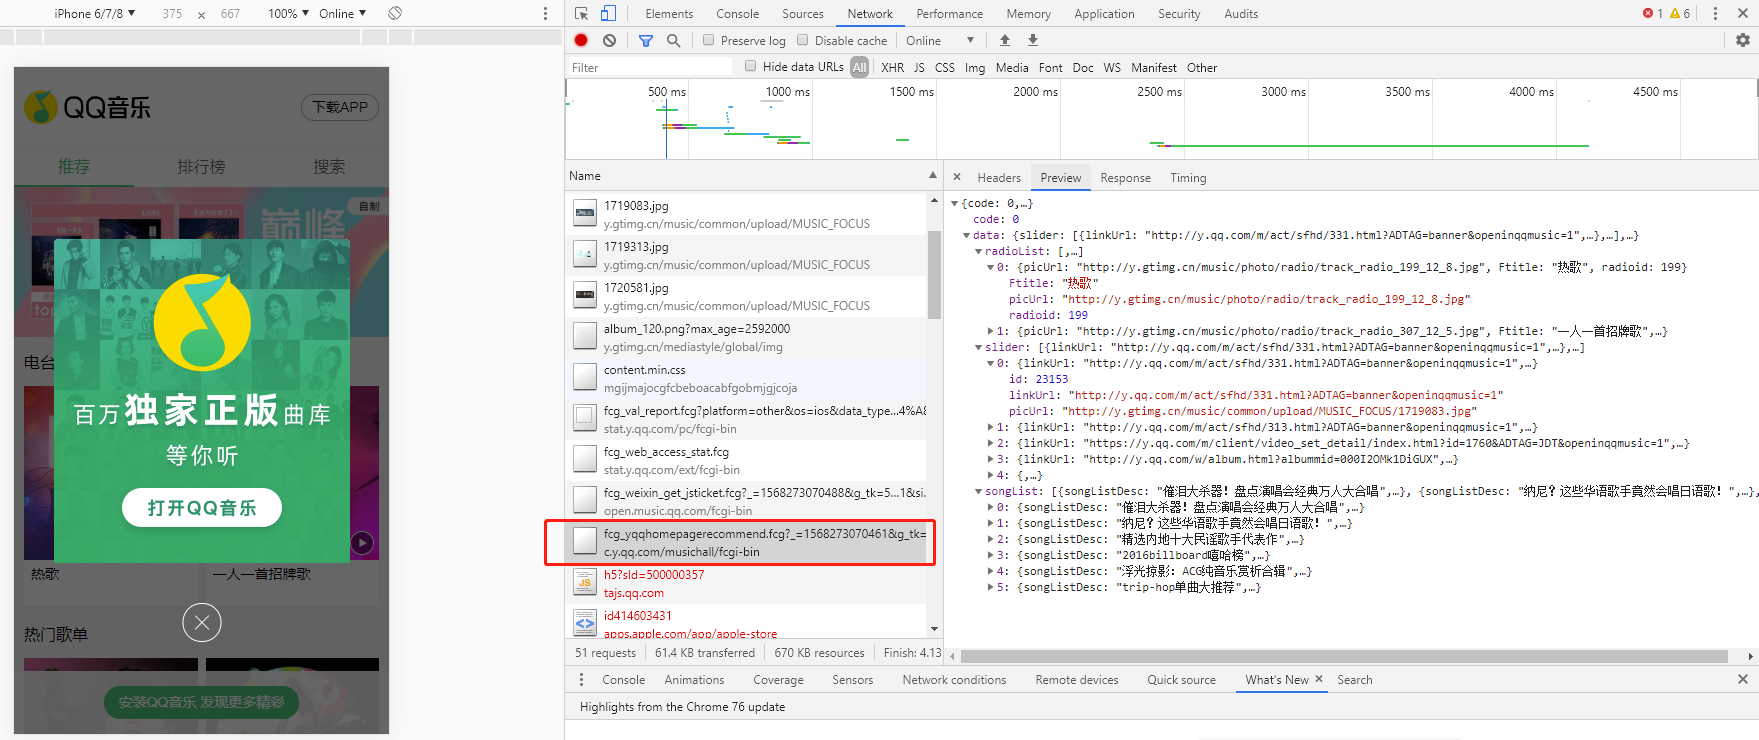 iPhone 6/7/8 ▼ 375 × 667 100% ▼ Online ▼
QQ音乐
下载APP
推荐 排行榜 搜索
巅峰
自制
top
电台
百万独家正版曲库
等你听
打开QQ音乐
热歌 一人一首招牌歌
热门歌单
安装QQ音乐 发现更多精彩
Elements Console Sources Network Performance Memory Application Security Audits 1 6
Preserve log Disable cache Online ▼
Filter Hide data URLs All XHR JS CSS Img Media Font Doc WS Manifest Other
500 ms 1000 ms 1500 ms 2000 ms 2500 ms 3000 ms 3500 ms 4000 ms 4500 ms
Name
1719083.jpg
y.gtimg.cn/music/common/upload/MUSIC_FOCUS
1719313.jpg
y.gtimg.cn/music/common/upload/MUSIC_FOCUS
1720581.jpg
y.gtimg.cn/music/common/upload/MUSIC_FOCUS
album_120.png?max_age=2592000
y.gtimg.cn/mediastyle/global/img
content.min.css
mgijmajocgfcbeboacabfgobmjgjcoja
fcg_val_report.fcg?platform=other&os=ios&data_type...4%A&
stat.y.qq.com/pc/fcgi-bin
fcg_web_access_stat.fcg
stat.y.qq.com/ext/fcgi-bin
fcg_weixin_get_jsticket.fcg?_=1568273070488&g_tk=5...1&si.
open.music.qq.com/fcgi-bin
fcg_yqqhomepagerecommend.fcg?_=1568273070461&g_tk=
c.y.qq.com/musichall/fcgi-bin
h5?sId=500000357
tajs.qq.com
id414603431
apps.apple.com/app/apple-store
51 requests 61.4 KB transferred 670 KB resources Finish: 4.13
× Headers Preview Response Timing
▼{code: 0,…}
code: 0
▼data: {slider: [{linkUrl: "http://y.qq.com/m/act/sfhd/331.html?ADTAG=banner&openinqqmusic=1",…},…],…}
▼radioList: [,…]
▼0: {picUrl: "http://y.gtimg.cn/music/photo/radio/track_radio_199_12_8.jpg", Ftitle: "热歌", radioid: 199}
Ftitle: "热歌"
picUrl: "http://y.gtimg.cn/music/photo/radio/track_radio_199_12_8.jpg"
radioid: 199
▶1: {picUrl: "http://y.gtimg.cn/music/photo/radio/track_radio_307_12_5.jpg", Ftitle: "一人一首招牌歌",…}
▼slider: [{linkUrl: "http://y.qq.com/m/act/sfhd/331.html?ADTAG=banner&openinqqmusic=1",…},…]
▼0: {linkUrl: "http://y.qq.com/m/act/sfhd/331.html?ADTAG=banner&openinqqmusic=1",…}
id: 23153
linkUrl: "http://y.qq.com/m/act/sfhd/331.html?ADTAG=banner&openinqqmusic=1"
picUrl: "http://y.gtimg.cn/music/common/upload/MUSIC_FOCUS/1719083.jpg"
▶1: {linkUrl: "http://y.qq.com/m/act/sfhd/313.html?ADTAG=banner&openinqqmusic=1",…}
▶2: {linkUrl: "https://y.qq.com/m/client/video_set_detail/index.html?id=1760&ADTAG=JDT&openinqqmusic=1",…}
▶3: {linkUrl: "http://y.qq.com/w/album.html?albummid=000I2OMk1DiGUX",…}
▶4: {,…}
▼songList: [{songListDesc: "催泪大杀器！盘点演唱会经典万人大合唱",…}, {songListDesc: "纳尼？这些华语歌手竟然会唱日语歌！",…},
▶0: {songListDesc: "催泪大杀器！盘点演唱会经典万人大合唱",…}
▶1: {songListDesc: "纳尼？这些华语歌手竟然会唱日语歌！",…}
▶2: {songListDesc: "精选内地十大民谣歌手代表作",…}
▶3: {songListDesc: "2016billboard嘻哈榜",…}
▶4: {songListDesc: "浮光掠影：ACG纯音乐赏析合辑",…}
▶5: {songListDesc: "trip-hop单曲大推荐",…}
Console Animations Coverage Sensors Network conditions Remote devices Quick source What's New × Search
Highlights from the Chrome 76 update